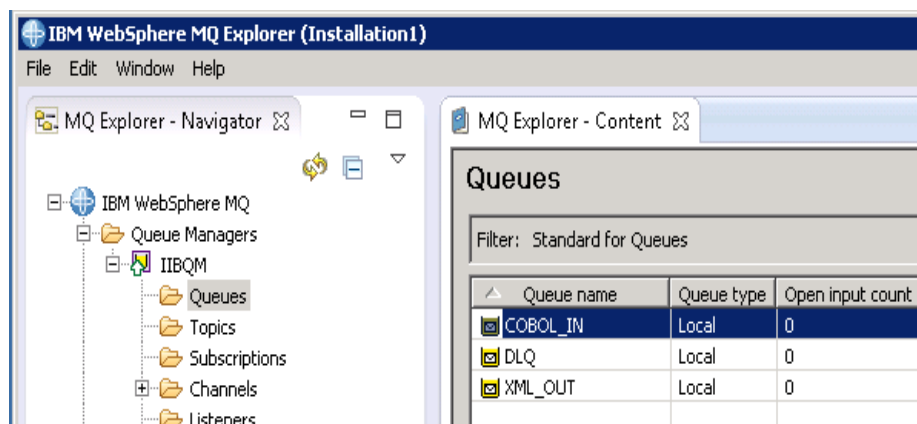 IBM WebSphere MQ Explorer (Installation1)
File Edit Window Help
MQ Explorer - Navigator
IBM WebSphere MQ
Queue Managers
IIBQM
Queues
Topics
Subscriptions
Channels
Listeners
MQ Explorer - Content
Queues
Filter: Standard for Queues
Queue name Queue type Open input count
COBOL_IN Local 0
DLQ Local 0
XML_OUT Local 0